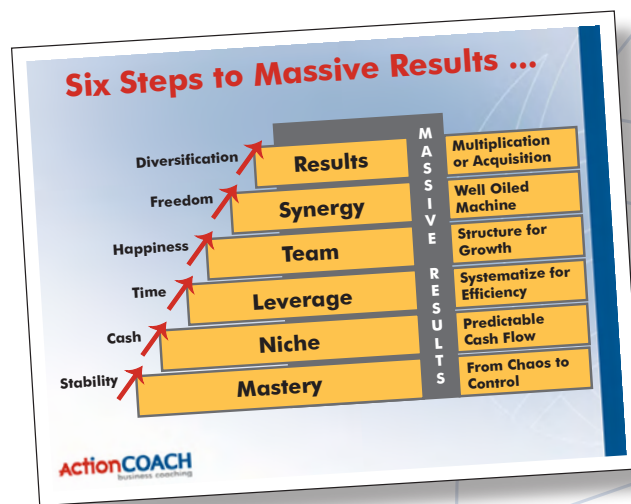 Six Steps to Massive Results ...
Diversification
Results
Multiplication
or Acquisition
Freedom
Synergy
Well Oiled
Machine
Happiness
Team
Structure for
Growth
Time
Leverage
Systematize for
Efficiency
Cash
Niche
Predictable
Cash Flow
Stability
Mastery
From Chaos to
Control
MASSIVE RESULTS
ActionCOACH
business coaching